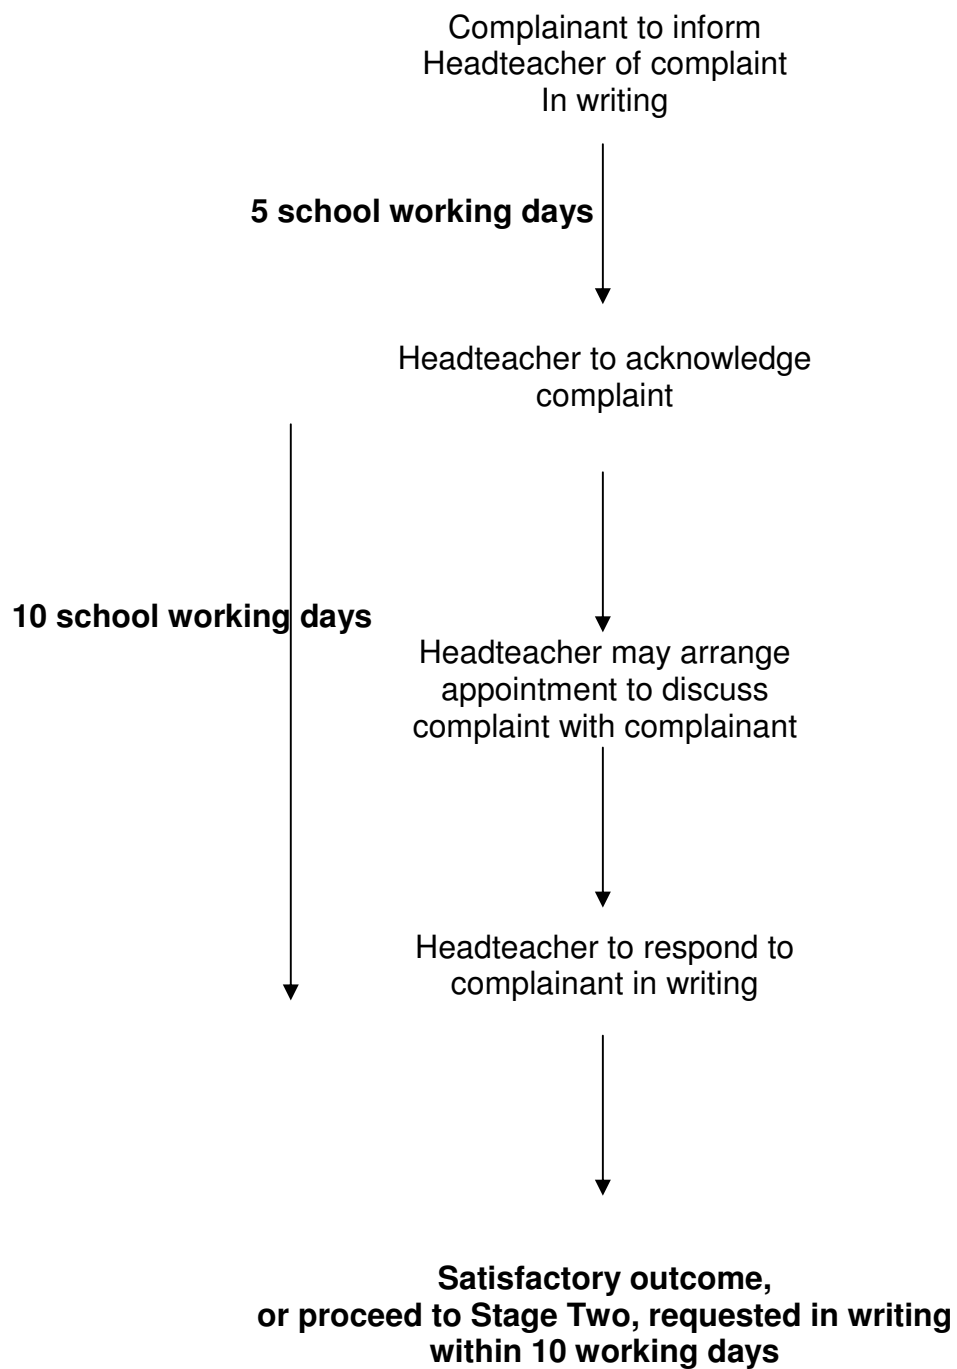 Complainant to inform
Headteacher of complaint
In writing
5 school working days
Headteacher to acknowledge
complaint
10 school working days
Headteacher may arrange
appointment to discuss
complaint with complainant
Headteacher to respond to
complainant in writing
Satisfactory outcome,
or proceed to Stage Two, requested in writing
within 10 working days